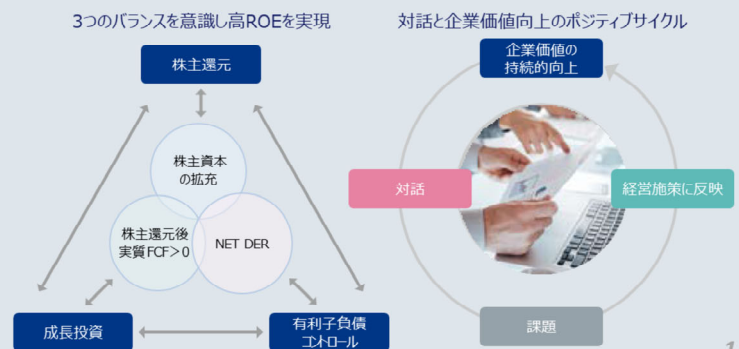 3つのバランスを意識し高ROEを実現
株主還元
株主資本
の拡充
株主還元後
実質FCF＞0
NET DER
成長投資
有利子負債
コントロール
対話と企業価値向上のポジティブサイクル
企業価値の
持続的向上
対話
経営施策に反映
課題
1